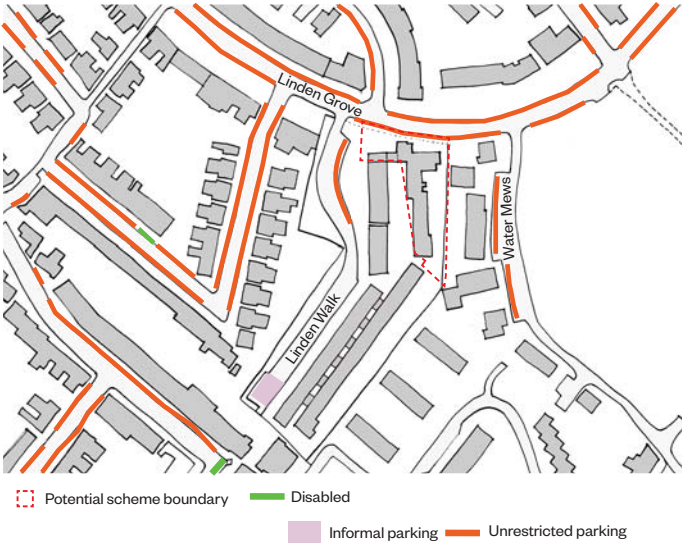 Linden Grove
Water Mews
Linden Walk
Potential scheme boundary
Disabled
Informal parking
Unrestricted parking